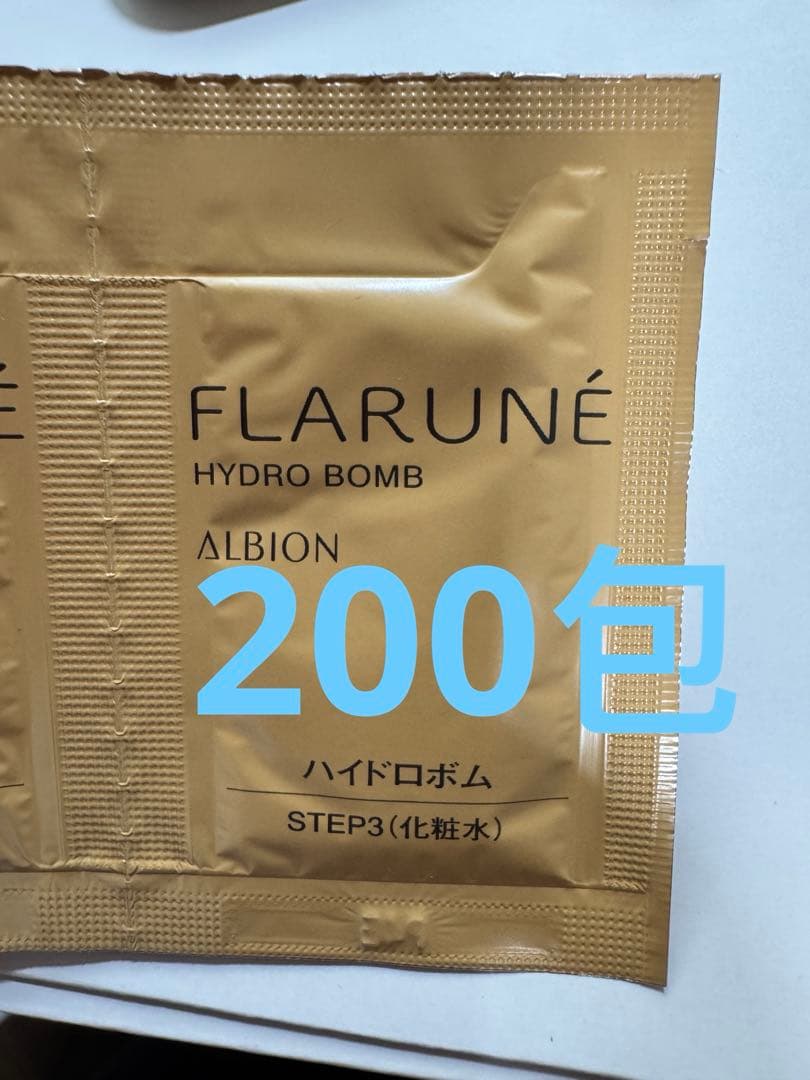 É
FLARUNÉ
HYDRO BOMB
ALBION
200包
ハイドロボム
STEP3(化粧水)